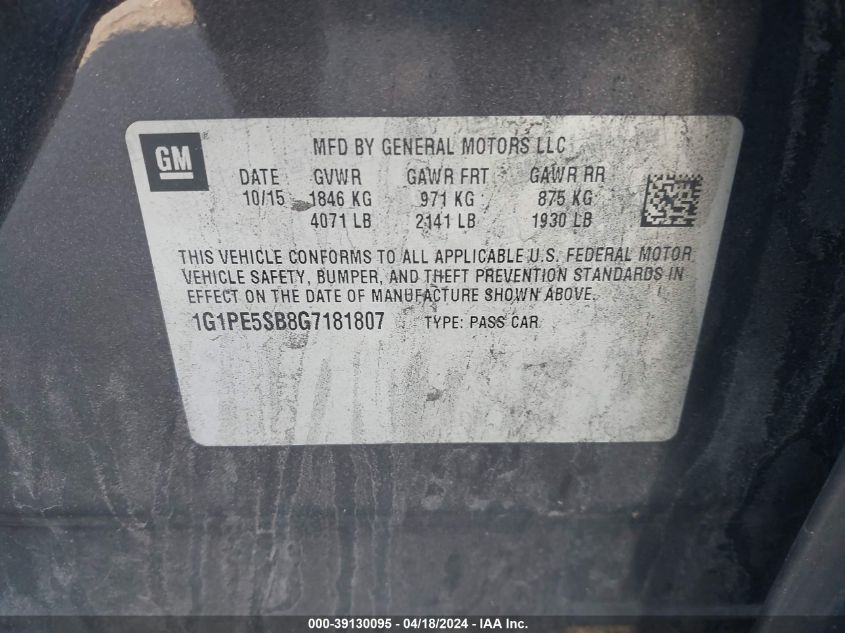 GM
MFD BY GENERAL MOTORS LLC
DATE GVWR GAWR FRT GAWR RR
10/15 1846 KG 971 KG 875 KG
4071 LB 2141 LB 1930 LB
THIS VEHICLE CONFORMS TO ALL APPLICABLE U.S. FEDERAL MOTOR
VEHICLE SAFETY, BUMPER, AND THEFT PREVENTION STANDARDS IN
EFFECT ON THE DATE OF MANUFACTURE SHOWN ABOVE.
1G1PE5SB8G7181807 TYPE: PASS CAR
000-39130095 - 04/18/2024 - IAA Inc.